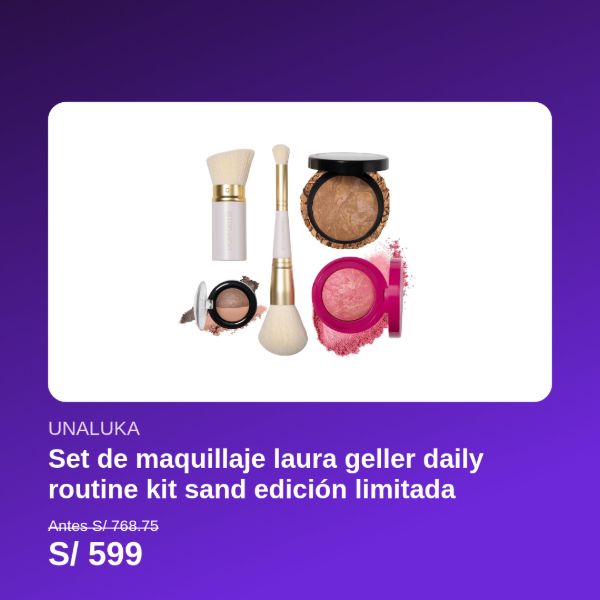 UNALUKA
Set de maquillaje laura geller daily
routine kit sand edición limitada
Antes S/ 768.75
S/ 599